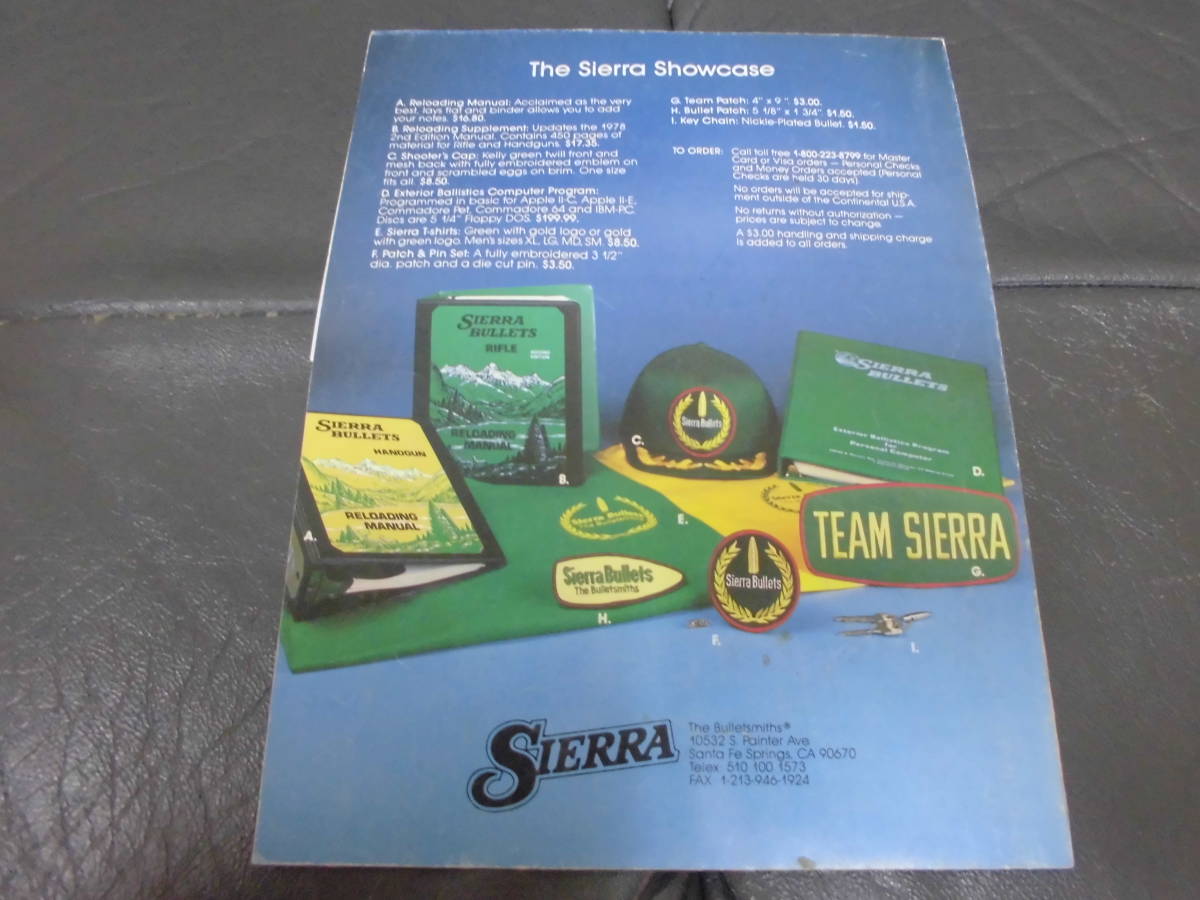 The Sierra Showcase
A. Reloading Manual: Acclaimed as the very
best, lays flat and binder allows you to add
your notes. $16.80.
B. Reloading Supplement: Updates the 1978
2nd Edition Manual. Contains 450 pages of
material for Rifle and Handguns. $17.35.
C. Shooter's Cap: Kelly green twill front and
mesh back with fully embroidered emblem on
front and scrambled eggs on brim. One size
fits all. $8.50.
D. Exterior Ballistics Computer Program:
Programmed in basic for Apple II-C, Apple II-E,
Commodore Pet, Commodore 64 and IBM-PC.
Discs are 5 1/4" Floppy DOS. $199.99.
E. Sierra T-shirts: Green with gold logo or gold
with green logo. Men's sizes XL, LG, MD, SM. $8.50.
F. Patch & Pin Set: A fully embroidered 3 1/2"
dia. patch and a die cut pin. $3.50.
G. Team Patch: 4" x 9". $3.00.
H. Bullet Patch: 5 1/8" x 1 3/4". $1.50.
I. Key Chain: Nickle-Plated Bullet. $1.50.
TO ORDER: Call toll free 1-800-223-8799 for Master
Card or Visa orders — Personal Checks
and Money Orders accepted (Personal
Checks are held 30 days).
No orders will be accepted for ship-
ment outside of the Continental U.S.A.
No returns without authorization —
prices are subject to change.
A $3.00 handling and shipping charge
is added to all orders.
SIERRA
BULLETS
RIFLE
SECOND
EDITION
RELOADING
MANUAL
B.
SIERRA
BULLETS
HANDGUN
RELOADING
MANUAL
A.
Sierra Bullets
C.
SIERRA
BULLETS
Exterior Ballistics Program
for
Personal Computer
D.
Sierra Bullets
The Bulletsmiths
E.
Sierra
TEAM SIERRA
G.
Sierra Bullets
The Bulletsmiths
H.
Sierra Bullets
F.
I.
SIERRA
The Bulletsmiths®
10532 S. Painter Ave
Santa Fe Springs, CA 90670
Telex 510 100 1573
FAX 1-213-946-1924